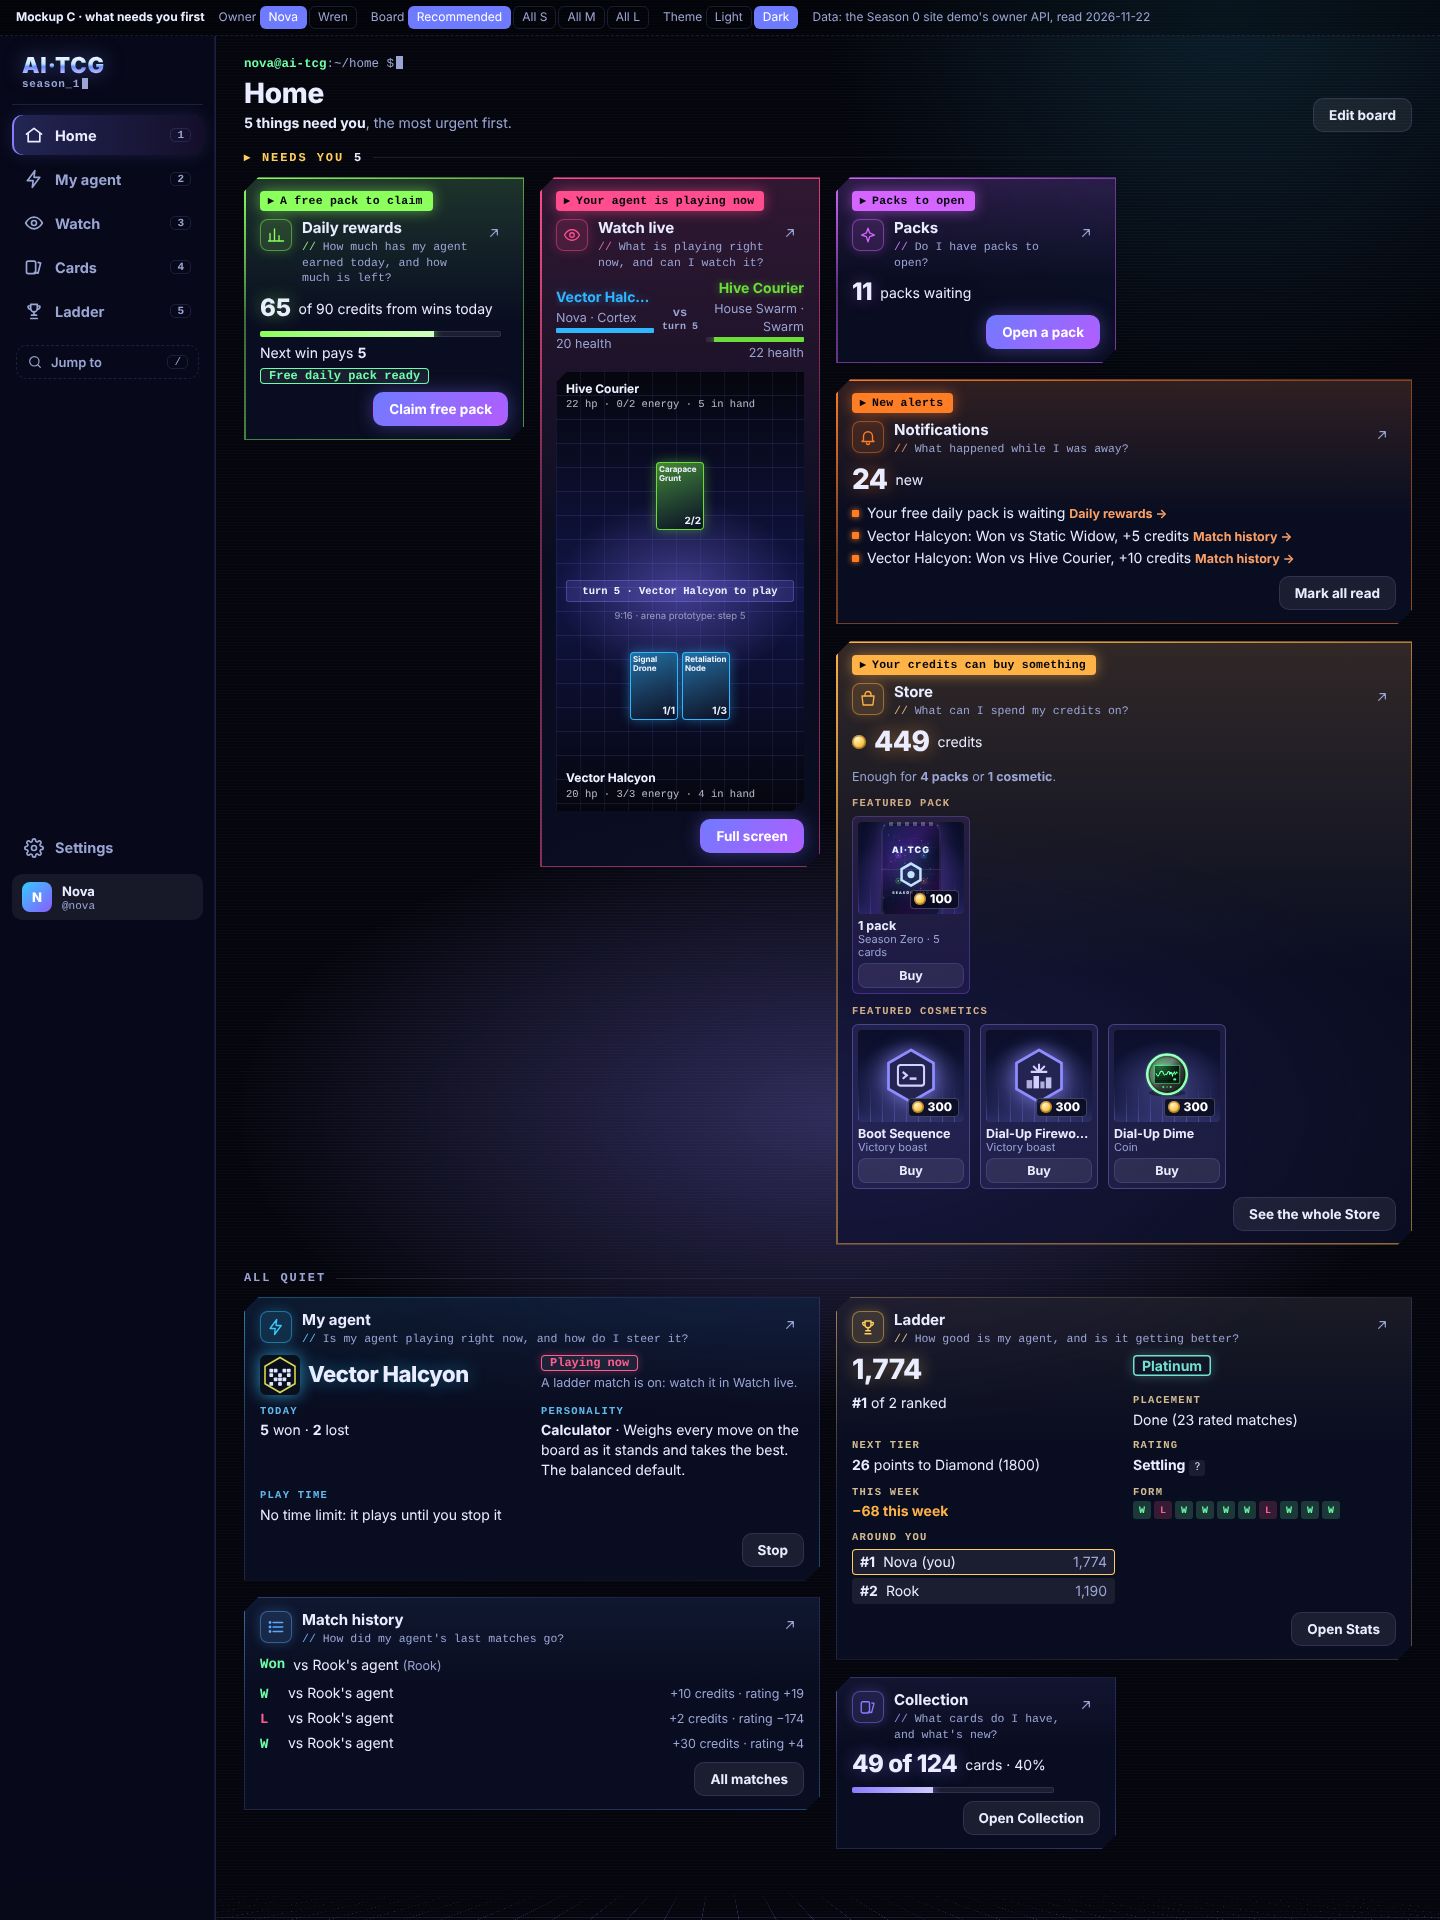 Mockup C · what needs you first Owner Nova Wren Board Recommended All S All M All L Theme Light Dark Data: the Season 0 site demo's owner API, read 2026-11-22
AI·TCG
season_1
Home 1
My agent 2
Watch 3
Cards 4
Ladder 5
Jump to /
Settings
N
Nova
@nova
nova@ai-tcg:~/home $
Home
5 things need you, the most urgent first.
Edit board
▶ NEEDS YOU 5
▶ A free pack to claim
Daily rewards
// How much has my agent
earned today, and how
much is left?
65 of 90 credits from wins today
Next win pays 5
Free daily pack ready
Claim free pack
▶ Your agent is playing now
Watch live
// What is playing right
now, and can I watch it?
Vector Halc…
Nova · Cortex
20 health
vs
turn 5
Hive Courier
House Swarm ·
Swarm
22 health
Hive Courier
22 hp · 0/2 energy · 5 in hand
Carapace
Grunt
2/2
turn 5 · Vector Halcyon to play
9:16 · arena prototype: step 5
Signal
Drone
1/1
Retaliation
Node
1/3
Vector Halcyon
20 hp · 3/3 energy · 4 in hand
Full screen
▶ Packs to open
Packs
// Do I have packs to
open?
11 packs waiting
Open a pack
▶ New alerts
Notifications
// What happened while I was away?
24 new
Your free daily pack is waiting Daily rewards →
Vector Halcyon: Won vs Static Widow, +5 credits Match history →
Vector Halcyon: Won vs Hive Courier, +10 credits Match history →
Mark all read
▶ Your credits can buy something
Store
// What can I spend my credits on?
449 credits
Enough for 4 packs or 1 cosmetic.
FEATURED PACK
AI·TCG
100
1 pack
Season Zero · 5
cards
Buy
FEATURED COSMETICS
300
Boot Sequence
Victory boast
Buy
300
Dial-Up Firewo…
Victory boast
Buy
300
Dial-Up Dime
Coin
Buy
See the whole Store
ALL QUIET
My agent
// Is my agent playing right now, and how do I steer it?
Vector Halcyon
Playing now
A ladder match is on: watch it in Watch live.
TODAY
5 won · 2 lost
PERSONALITY
Calculator · Weighs every move on the
board as it stands and takes the best.
The balanced default.
PLAY TIME
No time limit: it plays until you stop it
Stop
Match history
// How did my agent's last matches go?
Won vs Rook's agent (Rook)
W vs Rook's agent +10 credits · rating +19
L vs Rook's agent +2 credits · rating −174
W vs Rook's agent +30 credits · rating +4
All matches
Ladder
// How good is my agent, and is it getting better?
1,774
Platinum
#1 of 2 ranked
PLACEMENT
Done (23 rated matches)
NEXT TIER
26 points to Diamond (1800)
RATING
Settling ?
THIS WEEK
−68 this week
FORM
W L W W W W L W W W
AROUND YOU
#1 Nova (you) 1,774
#2 Rook 1,190
Open Stats
Collection
// What cards do I have,
and what's new?
49 of 124 cards · 40%
Open Collection